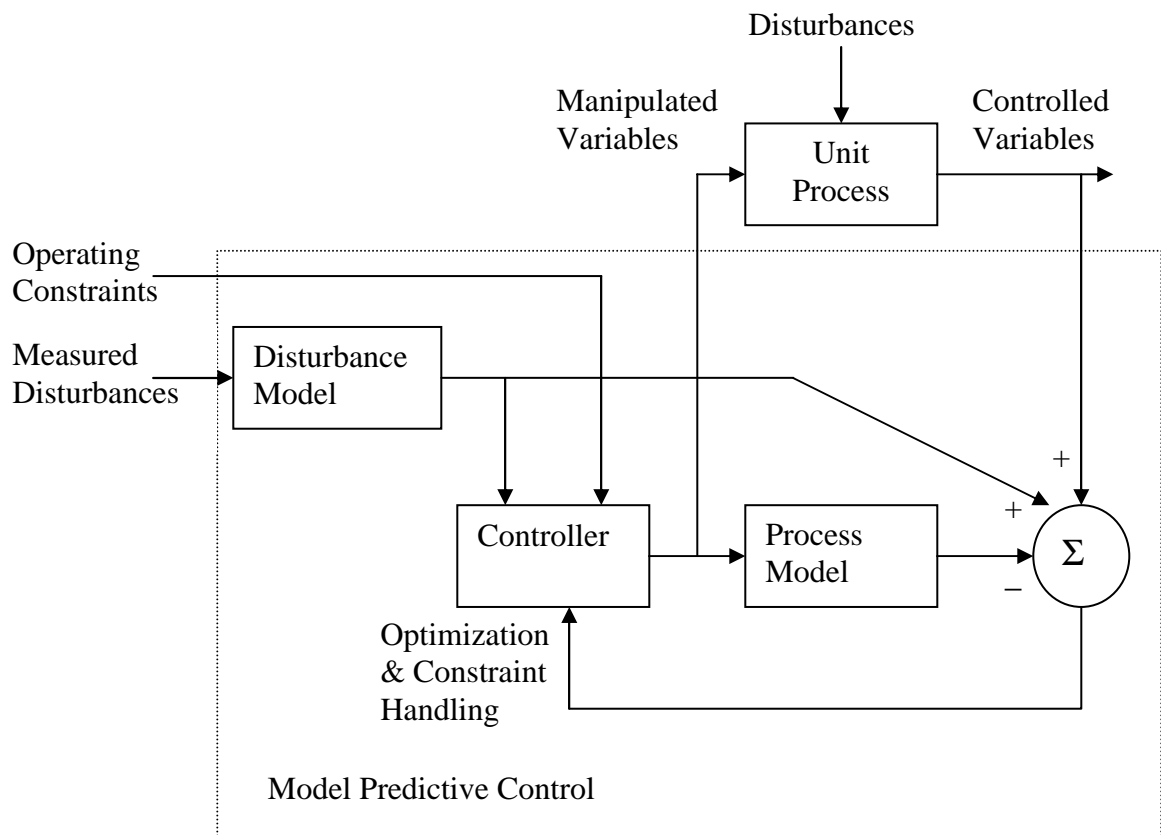 Disturbances
Manipulated
Variables
Controlled
Variables
Unit
Process
Operating
Constraints
Measured
Disturbances
Disturbance
Model
+
+
Controller
Process
Model
Σ
−
Optimization
& Constraint
Handling
Model Predictive Control